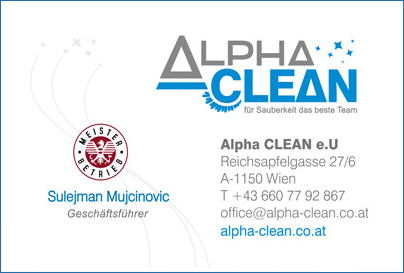 ALPHA
CLEAN
für Sauberkeit das beste Team
MEISTER
BETRIEB
Sulejman Mujcinovic
Geschäftsführer
Alpha CLEAN e.U
Reichsapfelgasse 27/6
A-1150 Wien
T +43 660 77 92 867
office@alpha-clean.co.at
alpha-clean.co.at